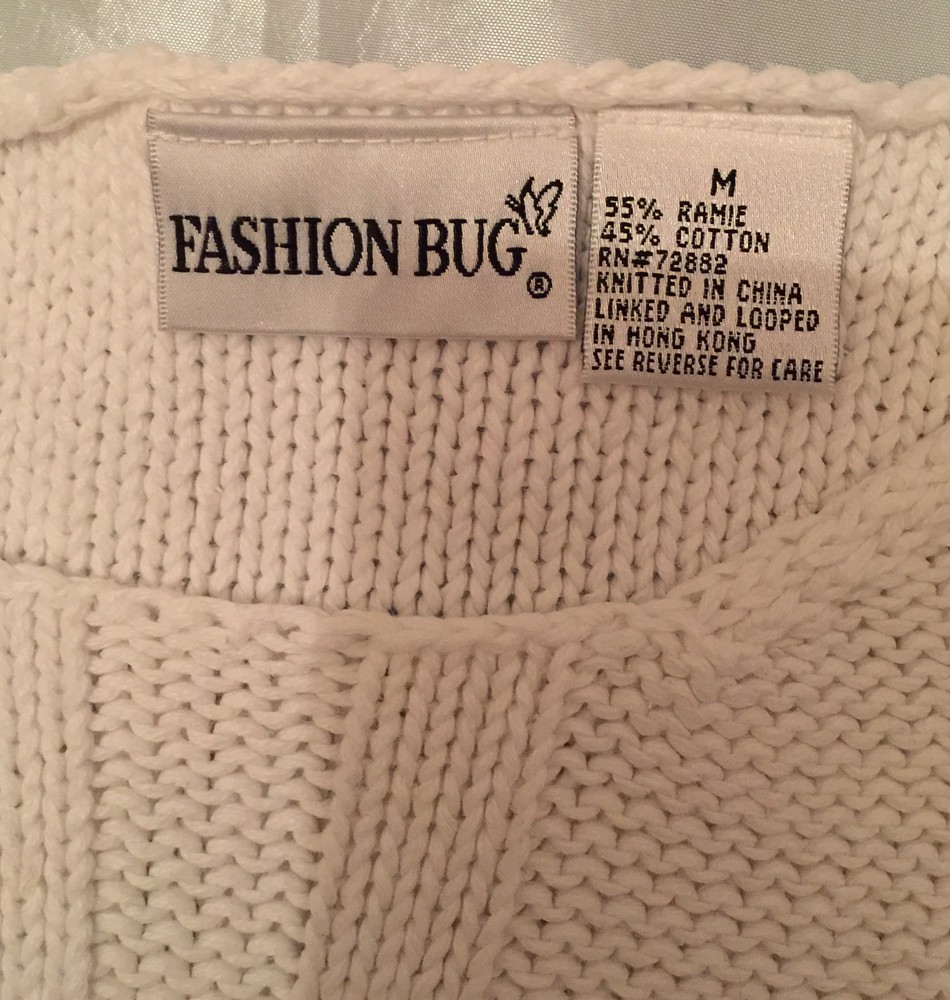 FASHION BUG®
M
55% RAMIE
45% COTTON
RN#72882
KNITTED IN CHINA
LINKED AND LOOPED
IN HONG KONG
SEE REVERSE FOR CARE